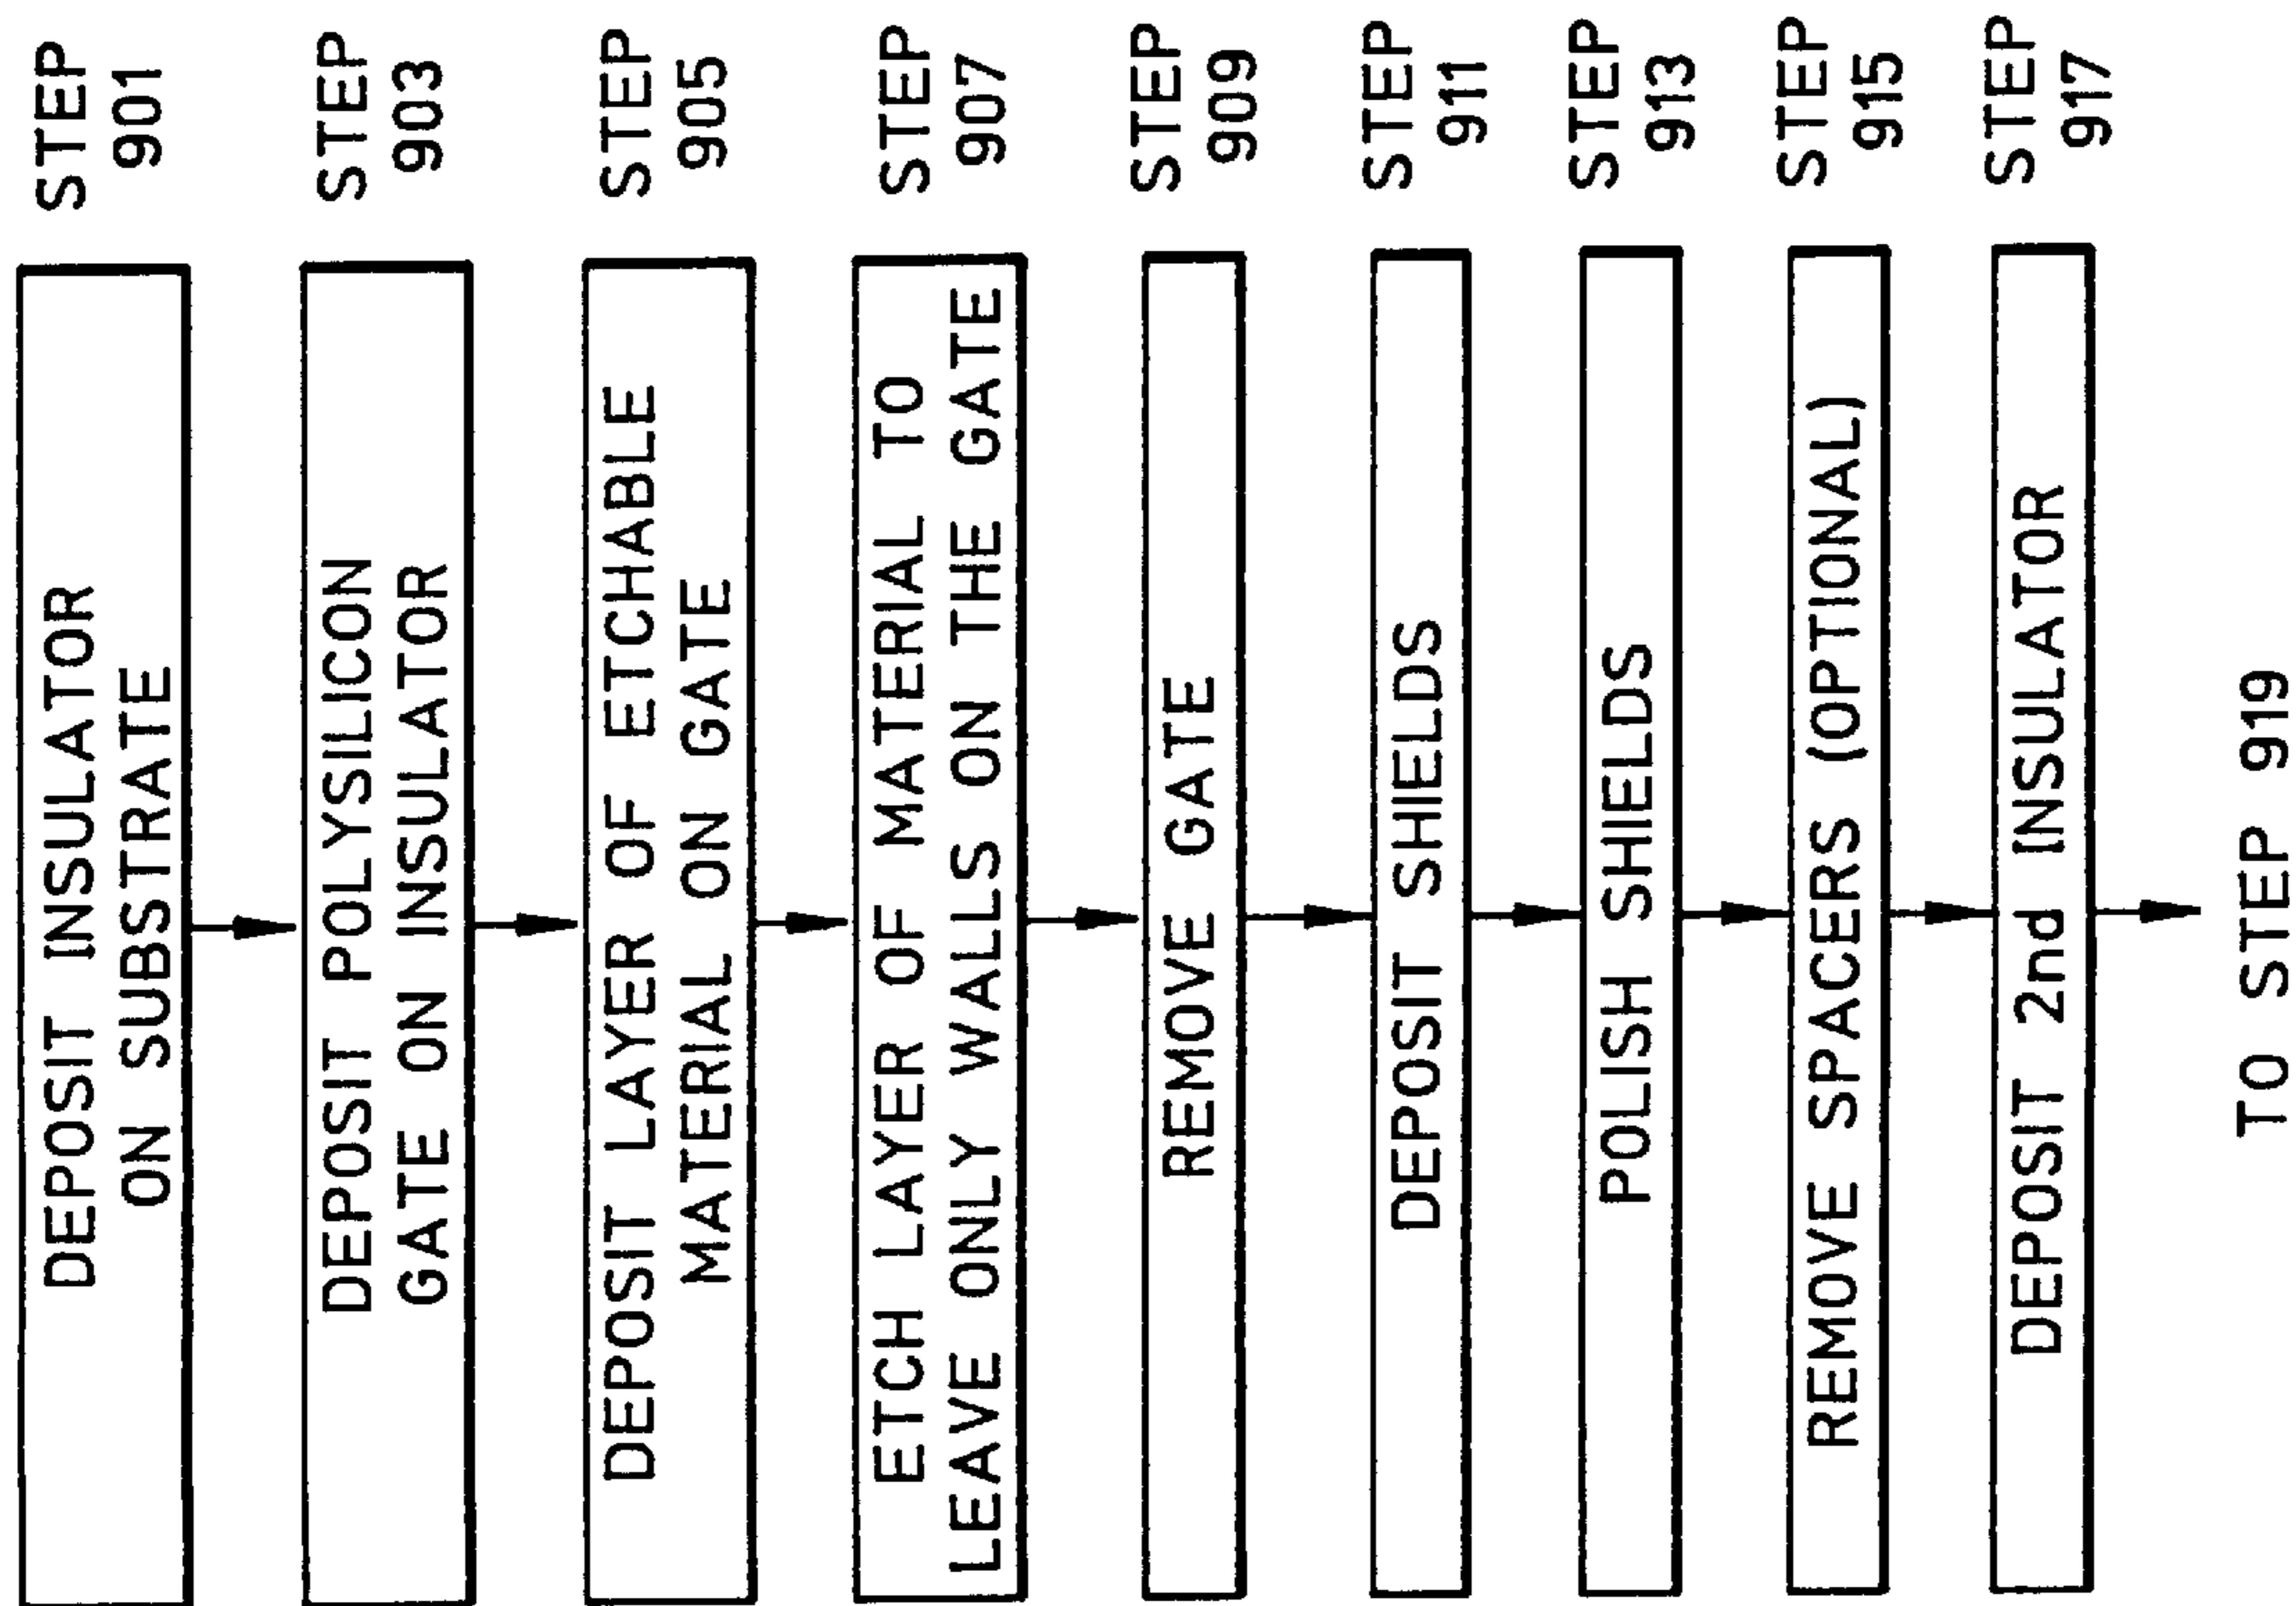 DEPOSIT INSULATOR
ON SUBSTRATE
STEP
901
DEPOSIT POLYSILICON
GATE ON INSULATOR
STEP
903
DEPOSIT LAYER OF ETCHABLE
MATERIAL ON GATE
STEP
905
ETCH LAYER OF MATERIAL TO
LEAVE ONLY WALLS ON THE GATE
STEP
907
REMOVE GATE
STEP
909
DEPOSIT SHIELDS
STEP
911
POLISH SHIELDS
STEP
913
REMOVE SPACERS (OPTIONAL)
STEP
915
DEPOSIT 2nd INSULATOR
STEP
917
TO STEP 919